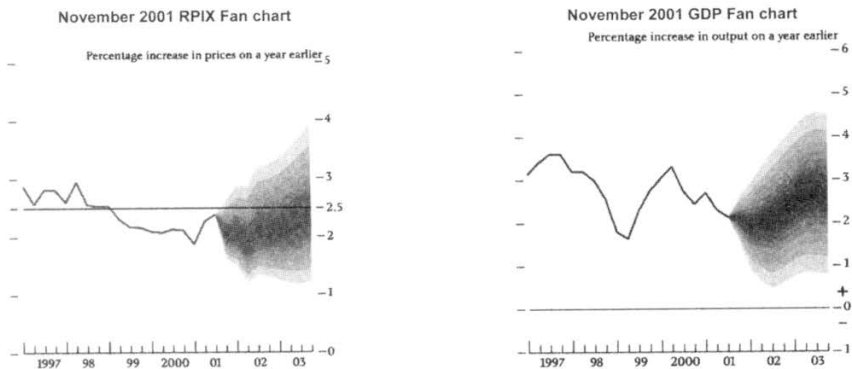 November 2001 RPIX Fan chart
Percentage increase in prices on a year earlier
5
4
3
2.5
2
1
0
1997 98 99 2000 01 02 03
November 2001 GDP Fan chart
Percentage increase in output on a year earlier
6
5
4
3
2
1
+
0
−
1
1997 98 99 2000 01 02 03